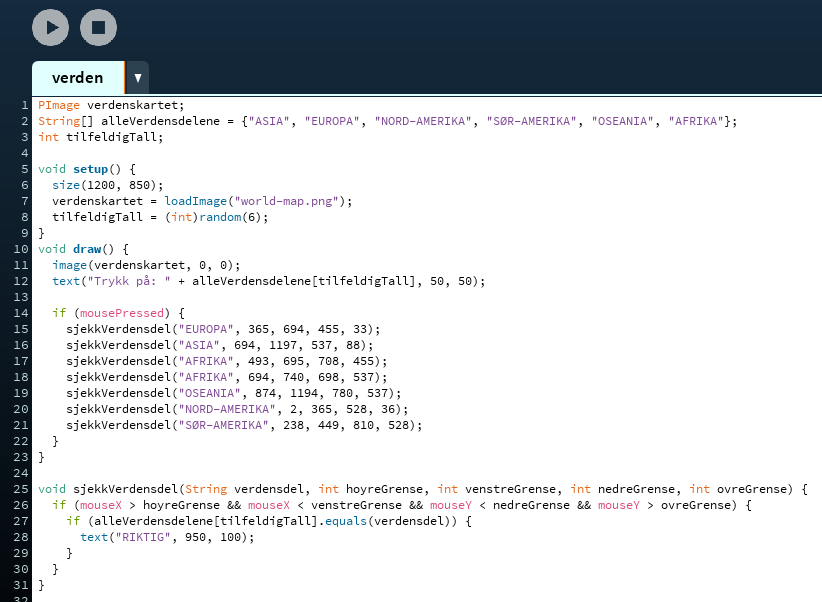 verden
1 PImage verdenskartet;
2 String[] alleVerdensdelene = {"ASIA", "EUROPA", "NORD-AMERIKA", "SØR-AMERIKA", "OSEANIA", "AFRIKA"};
3 int tilfeldigTall;
4
5 void setup() {
6   size(1200, 850);
7   verdenskartet = loadImage("world-map.png");
8   tilfeldigTall = (int)random(6);
9 }
10 void draw() {
11   image(verdenskartet, 0, 0);
12   text("Trykk på: " + alleVerdensdelene[tilfeldigTall], 50, 50);
13
14   if (mousePressed) {
15     sjekkVerdensdel("EUROPA", 365, 694, 455, 33);
16     sjekkVerdensdel("ASIA", 694, 1197, 537, 88);
17     sjekkVerdensdel("AFRIKA", 493, 695, 708, 455);
18     sjekkVerdensdel("AFRIKA", 694, 740, 698, 537);
19     sjekkVerdensdel("OSEANIA", 874, 1194, 780, 537);
20     sjekkVerdensdel("NORD-AMERIKA", 2, 365, 528, 36);
21     sjekkVerdensdel("SØR-AMERIKA", 238, 449, 810, 528);
22   }
23 }
24
25 void sjekkVerdensdel(String verdensdel, int hoyreGrense, int venstreGrense, int nedreGrense, int ovreGrense) {
26   if (mouseX > hoyreGrense && mouseX < venstreGrense && mouseY < nedreGrense && mouseY > ovreGrense) {
27     if (alleVerdensdelene[tilfeldigTall].equals(verdensdel)) {
28       text("RIKTIG", 950, 100);
29     }
30   }
31 }
32